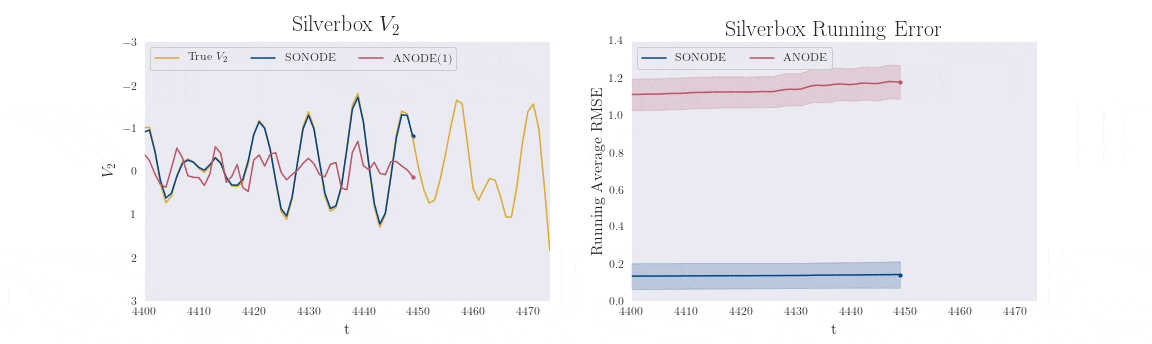 Silverbox V₂
True V₂ SONODE ANODE(1)
−3
−2
−1
0
1
2
3
V₂
4400 4410 4420 4430 4440 4450 4460 4470
t
Silverbox Running Error
SONODE ANODE
1.4
1.2
1.0
0.8
0.6
0.4
0.2
0.0
Running Average RMSE
4400 4410 4420 4430 4440 4450 4460 4470
t